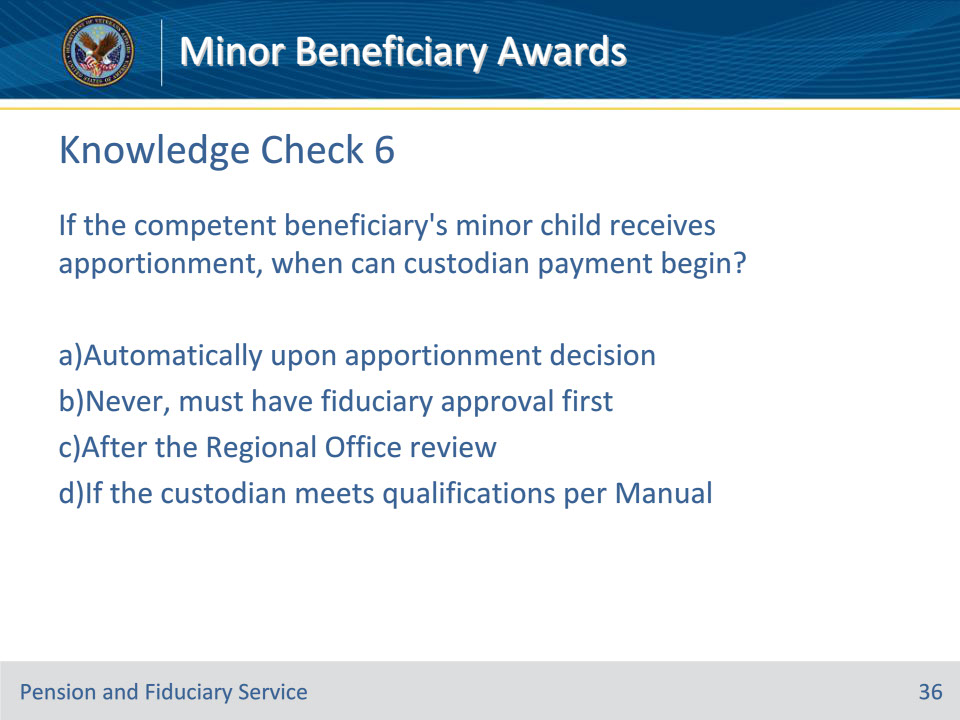 Minor Beneficiary Awards
Knowledge Check 6
If the competent beneficiary's minor child receives
apportionment, when can custodian payment begin?
a)Automatically upon apportionment decision
b)Never, must have fiduciary approval first
c)After the Regional Office review
d)If the custodian meets qualifications per Manual
Pension and Fiduciary Service
36